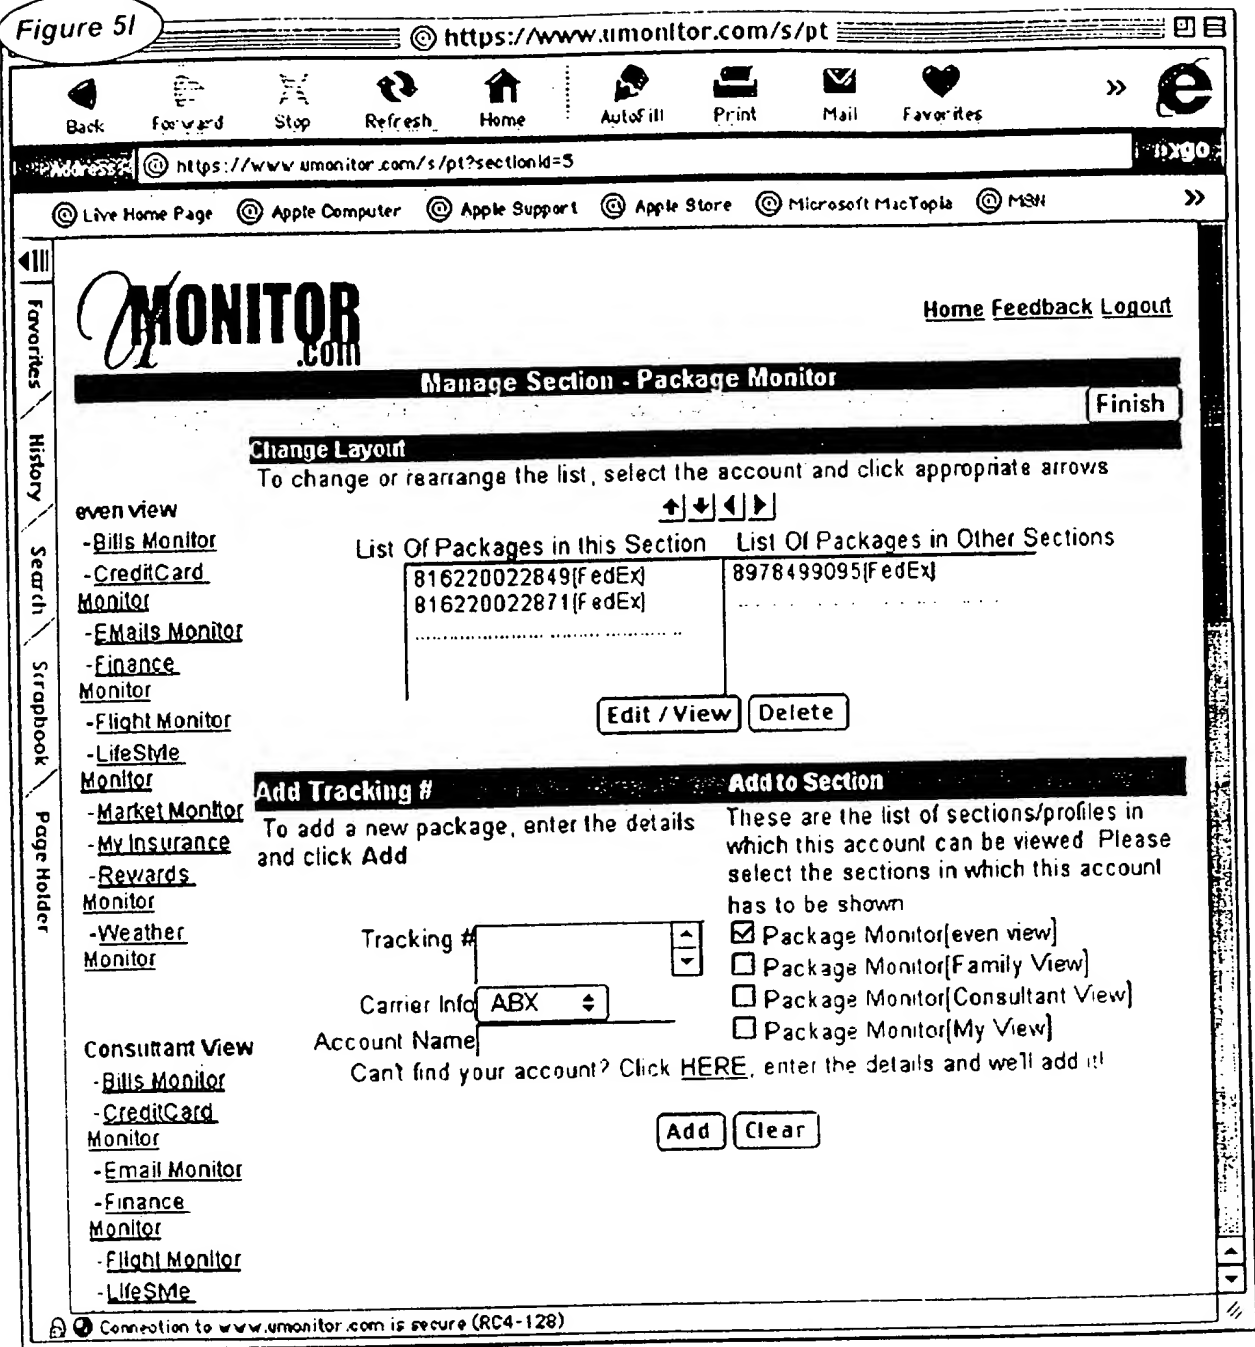 Figure 5I
@ https://www.umonitor.com/s/pt
Back Forward Stop Refresh Home AutoFill Print Mail Favorites »
Address @ https://www.umonitor.com/s/pt?sectionId=5 go
@ Live Home Page @ Apple Computer @ Apple Support @ Apple Store @ Microsoft MacTopia @ MSN »
Favorites
History
Search
Scrapbook
Page Holder
UMONITOR
.com
Home Feedback Logout
Manage Section - Package Monitor
Finish
Change Layout
To change or rearrange the list, select the account and click appropriate arrows
List Of Packages in this Section List Of Packages in Other Sections
816220022849[FedEx] 8978499095[FedEx]
816220022871[FedEx]
Edit / View Delete
even view
-Bills Monitor
-CreditCard
Monitor
-EMails Monitor
-Finance
Monitor
-Flight Monitor
-LifeStyle
Monitor
-Market Monitor
-My Insurance
-Rewards
Monitor
-Weather
Monitor
Consultant View
-Bills Monitor
-CreditCard
Monitor
-Email Monitor
-Finance
Monitor
-Flight Monitor
-LifeStyle
Add Tracking #
To add a new package, enter the details
and click Add
Tracking #
Carrier Info ABX
Account Name
Add to Section
These are the list of sections/profiles in
which this account can be viewed Please
select the sections in which this account
has to be shown
Package Monitor[even view]
Package Monitor[Family View]
Package Monitor[Consultant View]
Package Monitor[My View]
Can't find your account? Click HERE, enter the details and we'll add it!
Add Clear
Connection to www.umonitor.com is secure (RC4-128)